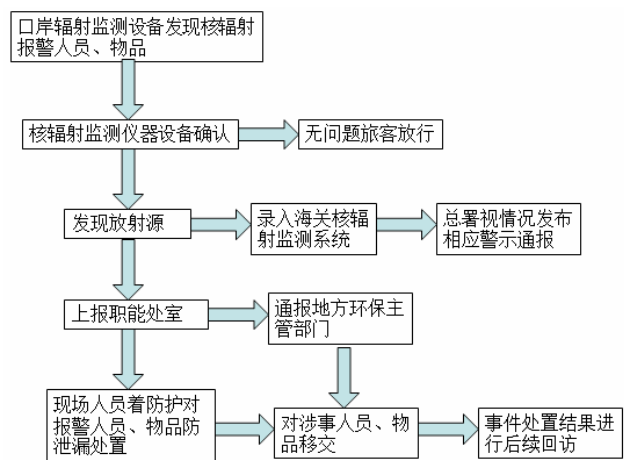 口岸辐射监测设备发现核辐射
报警人员、物品
核辐射监测仪器设备确认
无问题旅客放行
发现放射源
录入海关核辐
射监测系统
总署视情况发布
相应警示通报
上报职能处室
通报地方环保主
管部门
现场人员着防护对
报警人员、物品防
泄漏处置
对涉事人员、物
品移交
事件处置结果进
行后续回访